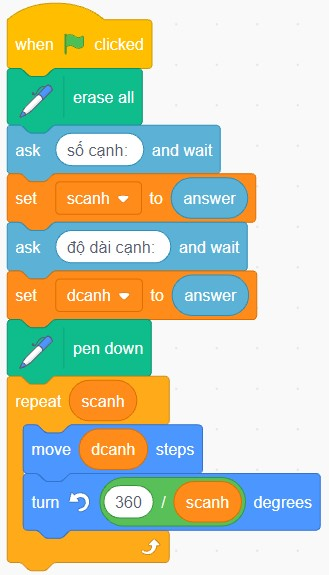 when clicked
erase all
ask số cạnh: and wait
set scanh to answer
ask độ dài cạnh: and wait
set dcanh to answer
pen down
repeat scanh
move dcanh steps
turn 360 / scanh degrees